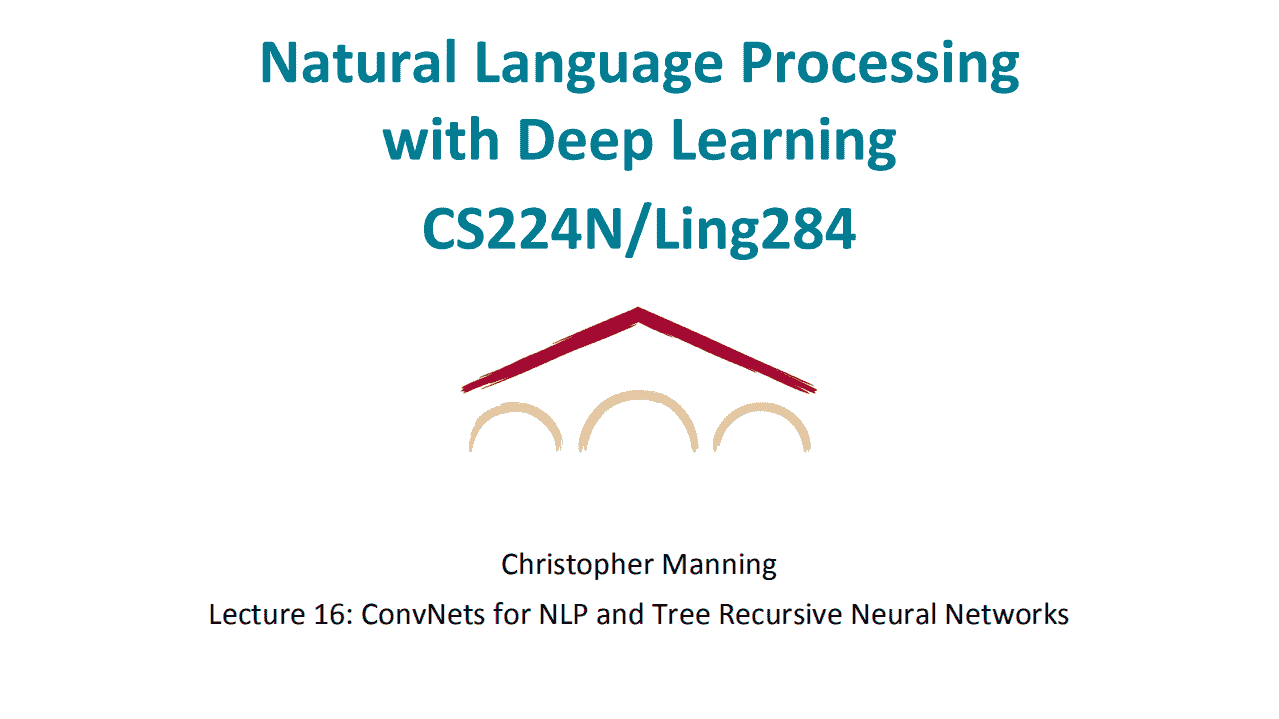 Natural Language Processing
with Deep Learning
CS224N/Ling284
Christopher Manning
Lecture 16: ConvNets for NLP and Tree Recursive Neural Networks